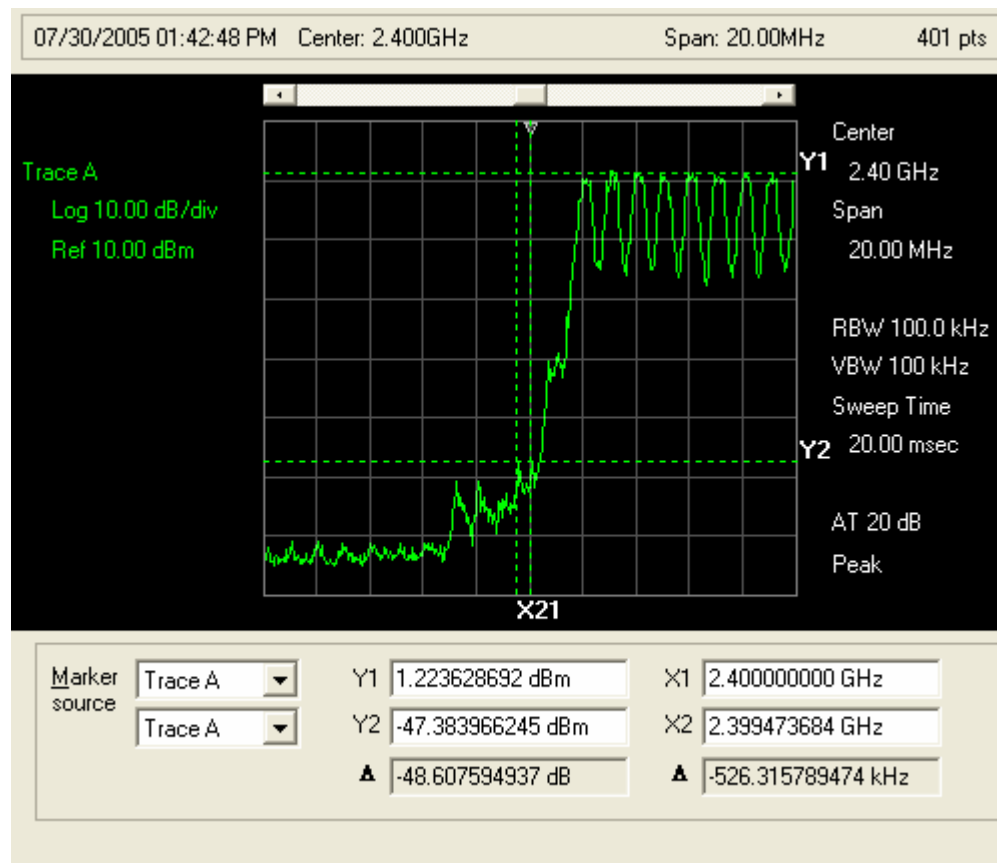 07/30/2005 01:42:48 PM Center: 2.400GHz Span: 20.00MHz 401 pts
Trace A
Log 10.00 dB/div
Ref 10.00 dBm
Y1
Y2
X21
Center
2.40 GHz
Span
20.00 MHz
RBW 100.0 kHz
VBW 100 kHz
Sweep Time
20.00 msec
AT 20 dB
Peak
Marker source
Trace A
Trace A
Y1 1.223628692 dBm
Y2 -47.383966245 dBm
Δ -48.607594937 dB
X1 2.400000000 GHz
X2 2.399473684 GHz
Δ -526.315789474 kHz